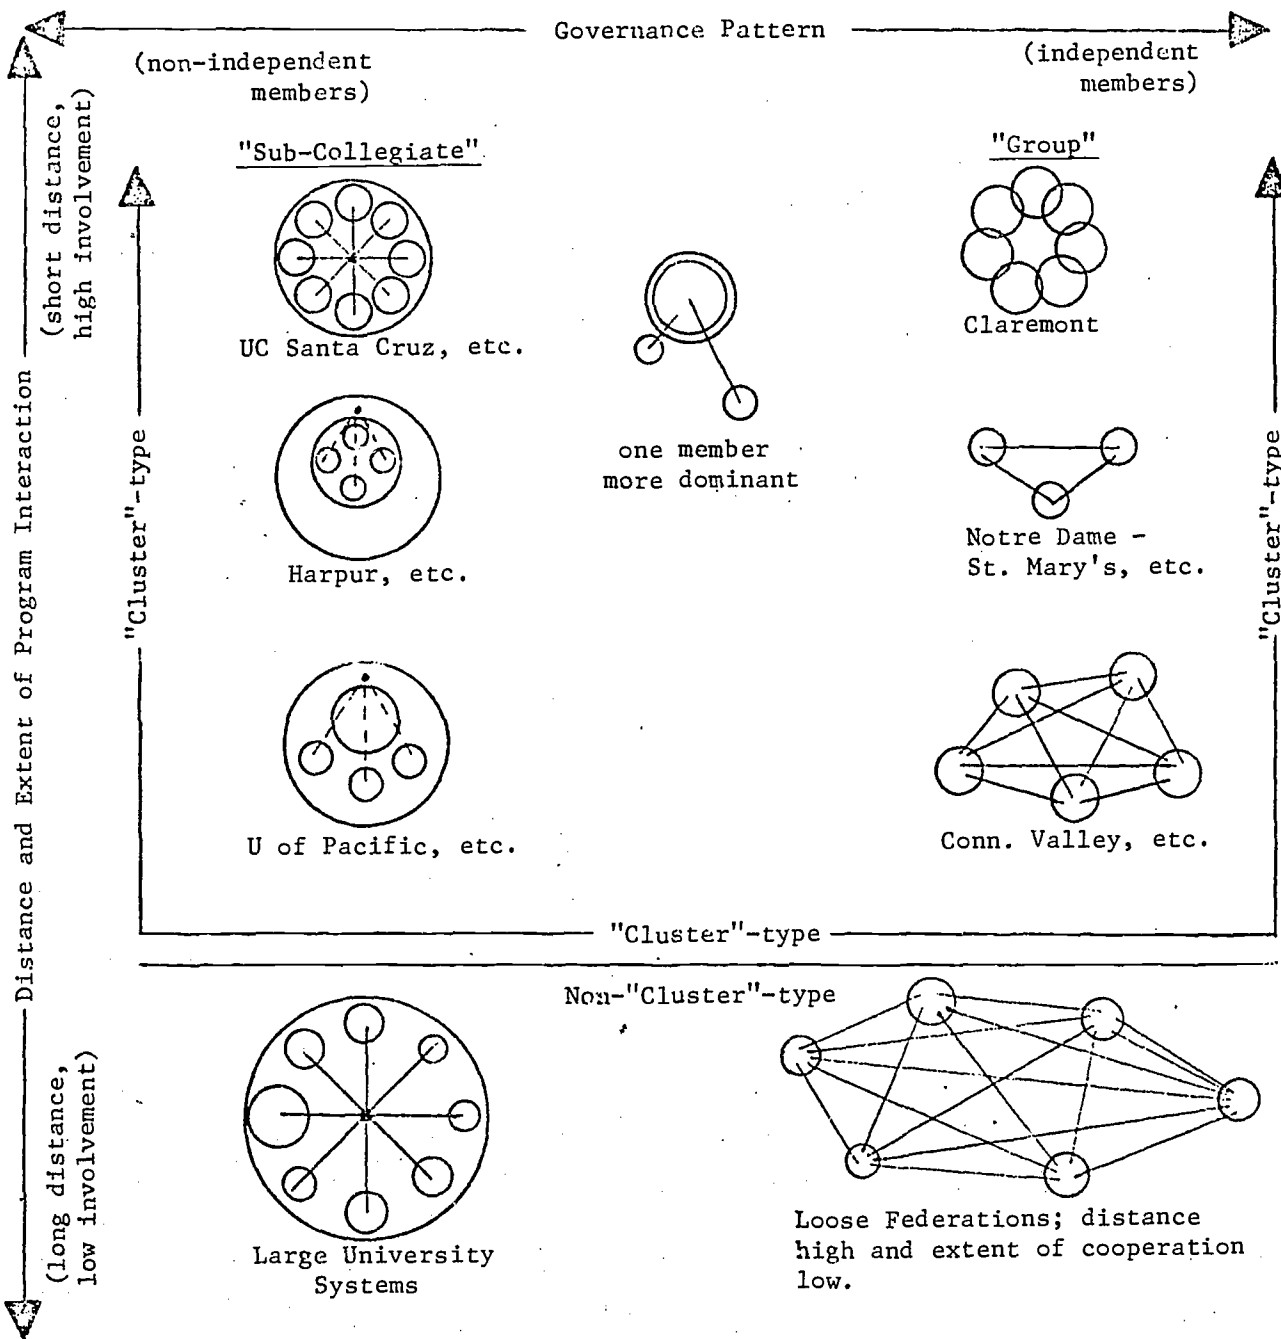 Governance Pattern
(non-independent
members)
(independent
members)
Distance and Extent of Program Interaction
(short distance,
high involvement)
(long distance,
low involvement)
"Cluster"-type
"Sub-Collegiate"
UC Santa Cruz, etc.
Harpur, etc.
U of Pacific, etc.
one member
more dominant
"Group"
Claremont
Notre Dame -
St. Mary's, etc.
Conn. Valley, etc.
"Cluster"-type
"Cluster"-type
Non-"Cluster"-type
Large University
Systems
Loose Federations; distance
high and extent of cooperation
low.